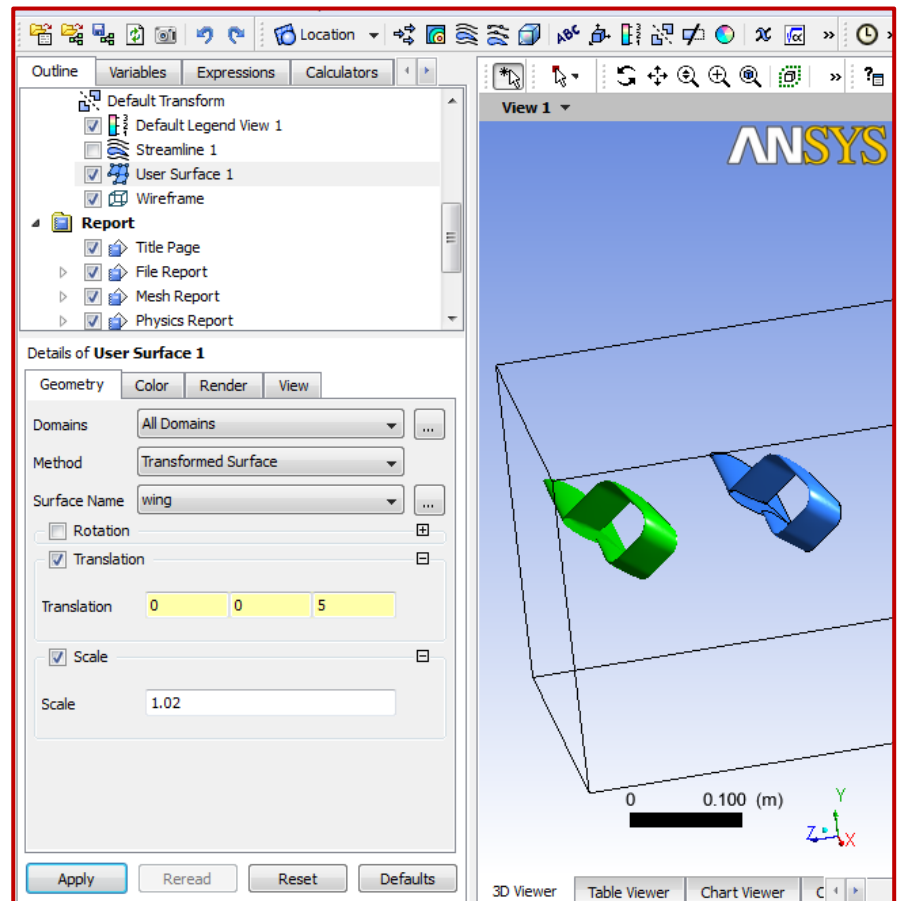 Location
ABC
Outline Variables Expressions Calculators
Default Transform
Default Legend View 1
Streamline 1
User Surface 1
Wireframe
Report
Title Page
File Report
Mesh Report
Physics Report
Details of User Surface 1
Geometry Color Render View
Domains All Domains ...
Method Transformed Surface
Surface Name wing ...
Rotation
Translation
Translation 0 0 5
Scale
Scale 1.02
Apply Reread Reset Defaults
View 1
ANSYS
0 0.100 (m)
Y
Z X
3D Viewer Table Viewer Chart Viewer C